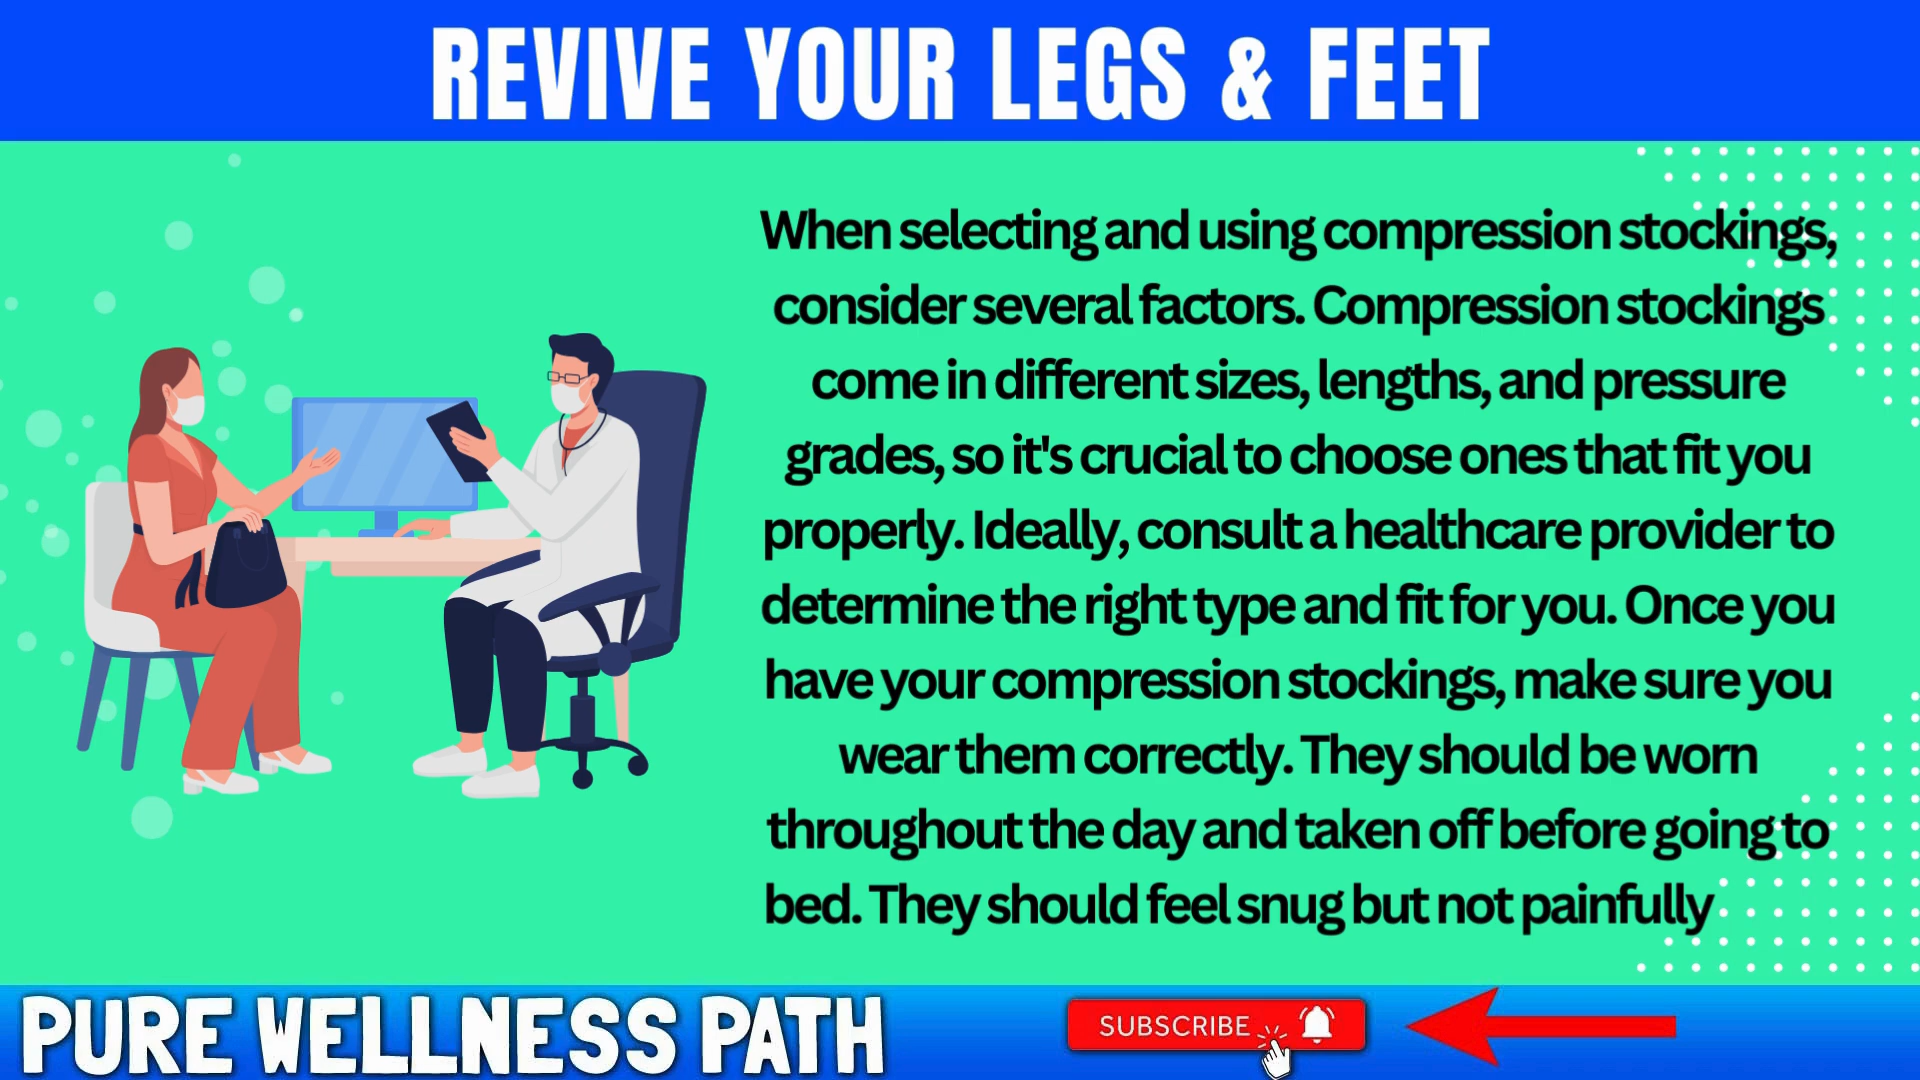 REVIVE YOUR LEGS & FEET
When selecting and using compression stockings,
consider several factors. Compression stockings
come in different sizes, lengths, and pressure
grades, so it's crucial to choose ones that fit you
properly. Ideally, consult a healthcare provider to
determine the right type and fit for you. Once you
have your compression stockings, make sure you
wear them correctly. They should be worn
throughout the day and taken off before going to
bed. They should feel snug but not painfully
PURE WELLNESS PATH
SUBSCRIBE